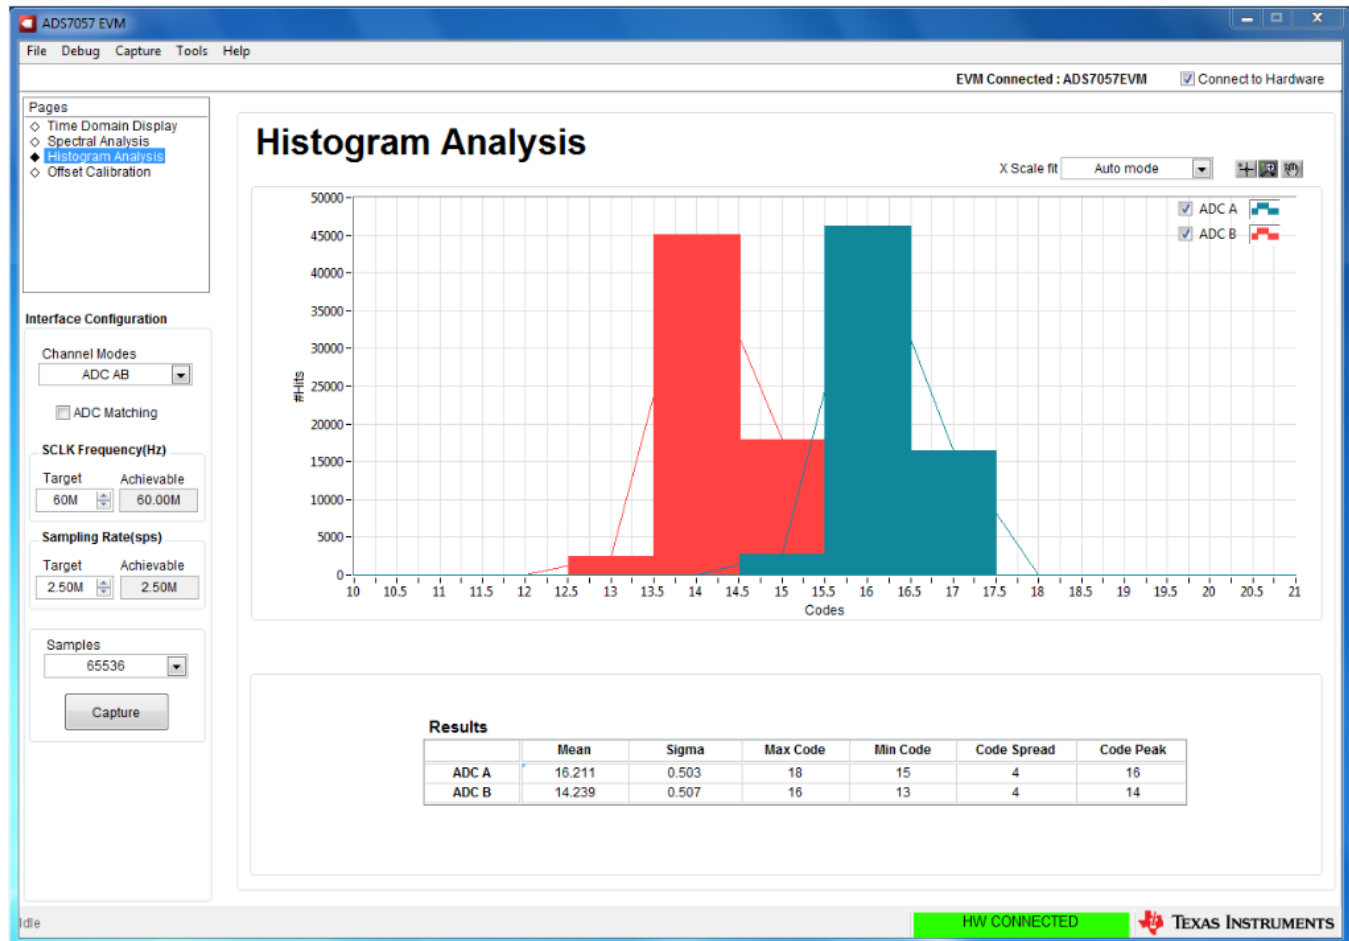 ADS7057 EVM
File Debug Capture Tools Help
EVM Connected : ADS7057EVM Connect to Hardware
Pages
Time Domain Display
Spectral Analysis
Histogram Analysis
Offset Calibration
Interface Configuration
Channel Modes
ADC AB
ADC Matching
SCLK Frequency(Hz)
Target Achievable
60M 60.00M
Sampling Rate(sps)
Target Achievable
2.50M 2.50M
Samples
65536
Capture
Histogram Analysis
X Scale fit Auto mode
ADC A
ADC B
50000
45000
40000
35000
30000
25000
20000
15000
10000
5000
0
#Hits
10 10.5 11 11.5 12 12.5 13 13.5 14 14.5 15 15.5 16 16.5 17 17.5 18 18.5 19 19.5 20 20.5 21
Codes
Results
Mean Sigma Max Code Min Code Code Spread Code Peak
ADC A 16.211 0.503 18 15 4 16
ADC B 14.239 0.507 16 13 4 14
Idle HW CONNECTED TEXAS INSTRUMENTS